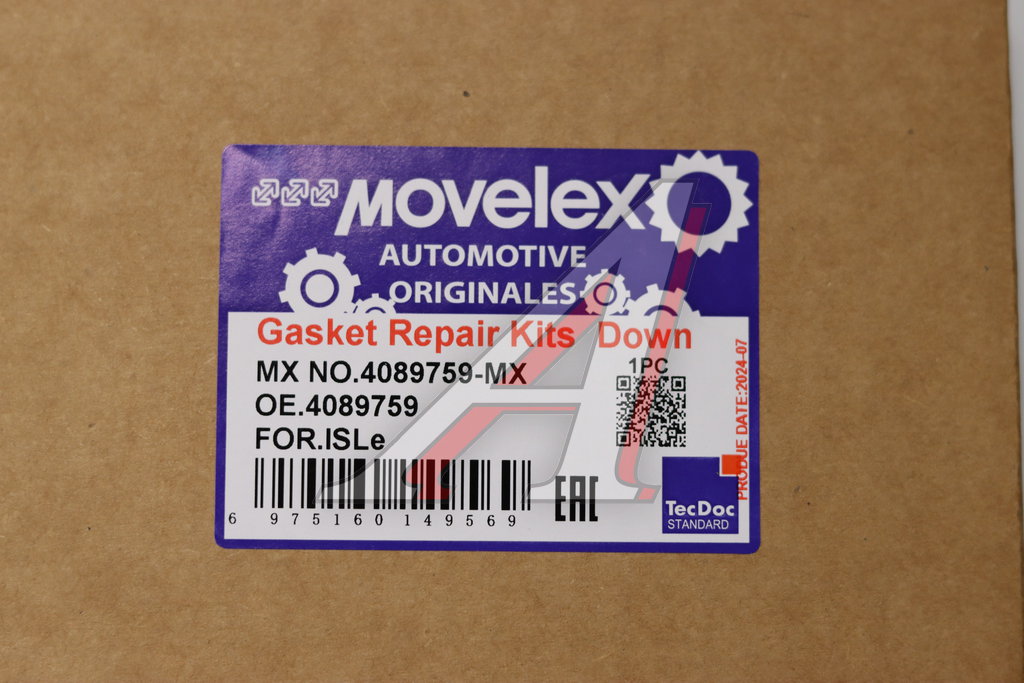 MOVelex
AUTOMOTIVE
ORIGINALES
Gasket Repair Kits Down
MX NO.4089759-MX
OE.4089759
FOR.ISLe
1PC
PRODUE DATE:2024-07
6 975160 149569
EAC
TecDoc
STANDARD